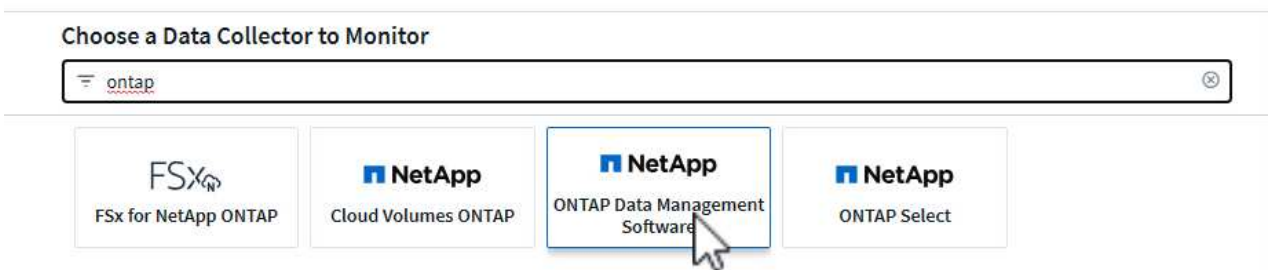 Choose a Data Collector to Monitor
ontap
FSx N
FSx for NetApp ONTAP
NetApp
Cloud Volumes ONTAP
NetApp
ONTAP Data Management
Software
NetApp
ONTAP Select